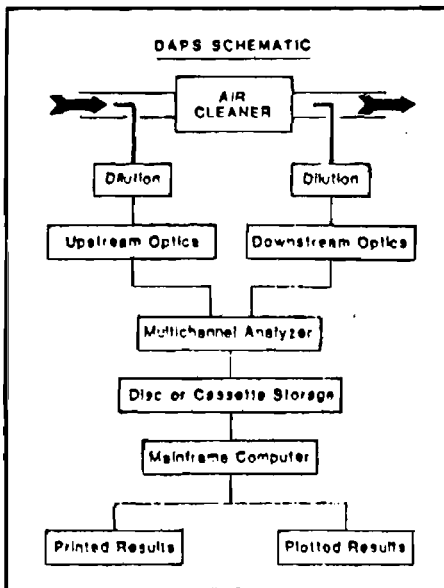 DAPS SCHEMATIC
AIR
CLEANER
Dilution
Dilution
Upstream Optics
Downstream Optics
Multichannel Analyzer
Disc or Cassette Storage
Mainframe Computer
Printed Results
Plotted Results